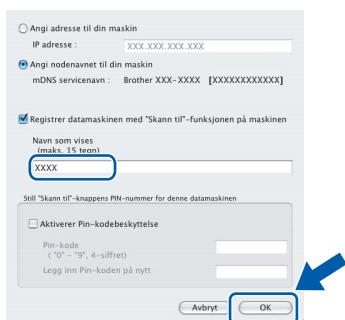 Angi adresse til din maskin
IP adresse : XXX.XXX.XXX.XXX
Angi nodenavnet til din maskin
mDNS servicenavn : Brother XXX-XXXX [XXXXXXXXXXXX]
Registrer datamaskinen med "Skann til"-funksjonen på maskinen
Navn som vises
(maks. 15 tegn)
XXXX
Still "Skann til"-knappens PIN-nummer for denne datamaskinen
Aktiverer Pin-kodebeskyttelse
Pin-kode
( "0" - "9", 4-siffret)
Legg inn Pin-koden på nytt
Avbryt OK